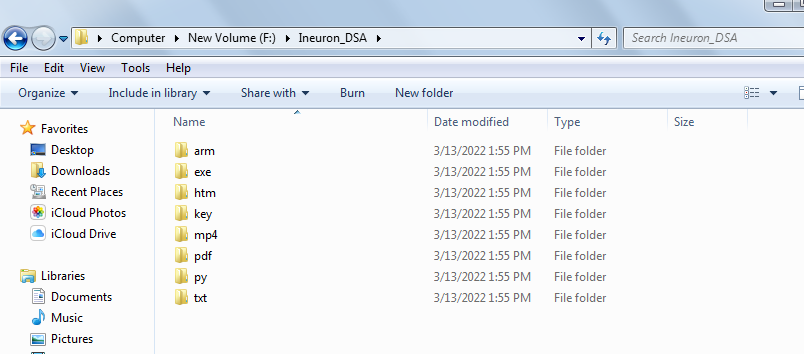 Computer New Volume (F:) Ineuron_DSA Search Ineuron_DSA
File Edit View Tools Help
Organize Include in library Share with Burn New folder
Name Date modified Type Size
Favorites
Desktop
Downloads
Recent Places
iCloud Photos
iCloud Drive
Libraries
Documents
Music
Pictures
arm 3/13/2022 1:55 PM File folder
exe 3/13/2022 1:55 PM File folder
htm 3/13/2022 1:55 PM File folder
key 3/13/2022 1:55 PM File folder
mp4 3/13/2022 1:55 PM File folder
pdf 3/13/2022 1:55 PM File folder
py 3/13/2022 1:55 PM File folder
txt 3/13/2022 1:55 PM File folder